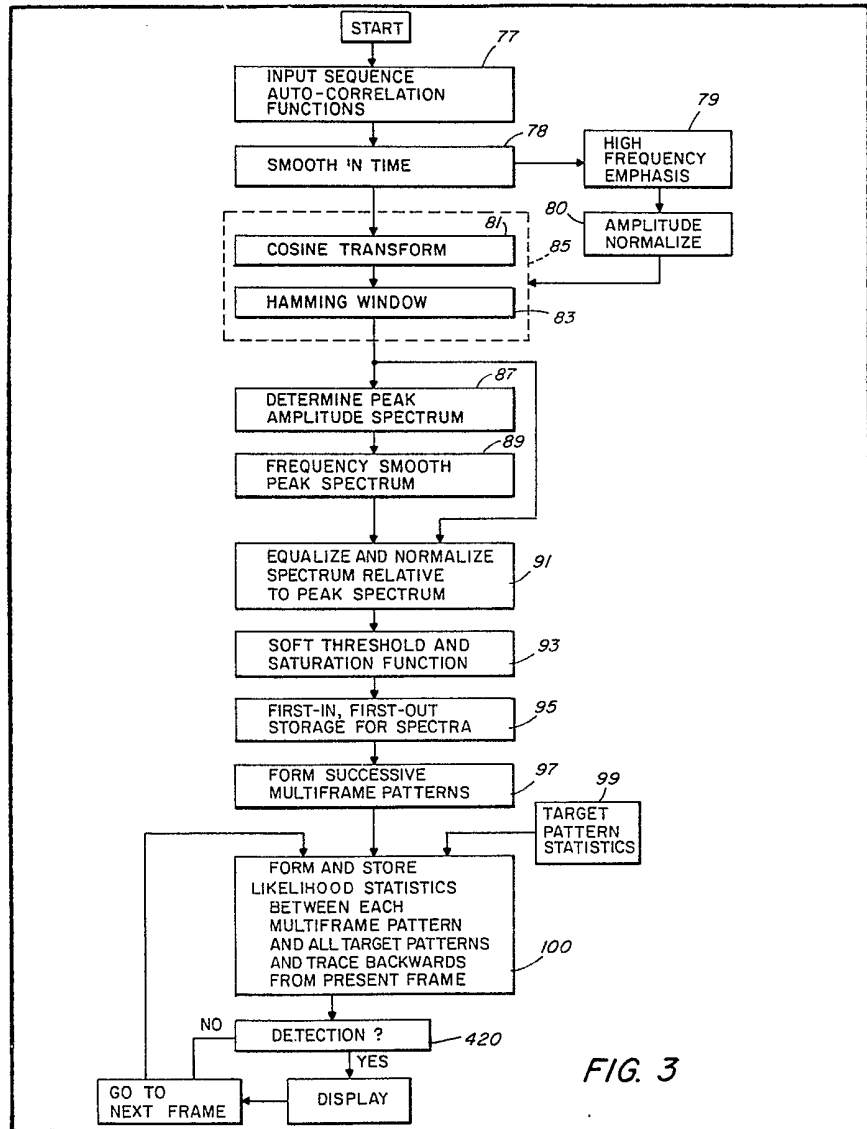 START
77
INPUT SEQUENCE
AUTO-CORRELATION
FUNCTIONS
78
SMOOTH IN TIME
79
HIGH
FREQUENCY
EMPHASIS
80
AMPLITUDE
NORMALIZE
81
COSINE TRANSFORM
85
HAMMING WINDOW
83
87
DETERMINE PEAK
AMPLITUDE SPECTRUM
89
FREQUENCY SMOOTH
PEAK SPECTRUM
EQUALIZE AND NORMALIZE
SPECTRUM RELATIVE
TO PEAK SPECTRUM
91
SOFT THRESHOLD AND
SATURATION FUNCTION
93
FIRST-IN, FIRST-OUT
STORAGE FOR SPECTRA
95
FORM SUCCESSIVE
MULTIFRAME PATTERNS
97
99
TARGET
PATTERN
STATISTICS
FORM AND STORE
LIKELIHOOD STATISTICS
BETWEEN EACH
MULTIFRAME PATTERN
AND ALL TARGET PATTERNS
AND TRACE BACKWARDS
FROM PRESENT FRAME
100
NO
DETECTION ?
420
YES
GO TO
NEXT FRAME
DISPLAY
FIG. 3